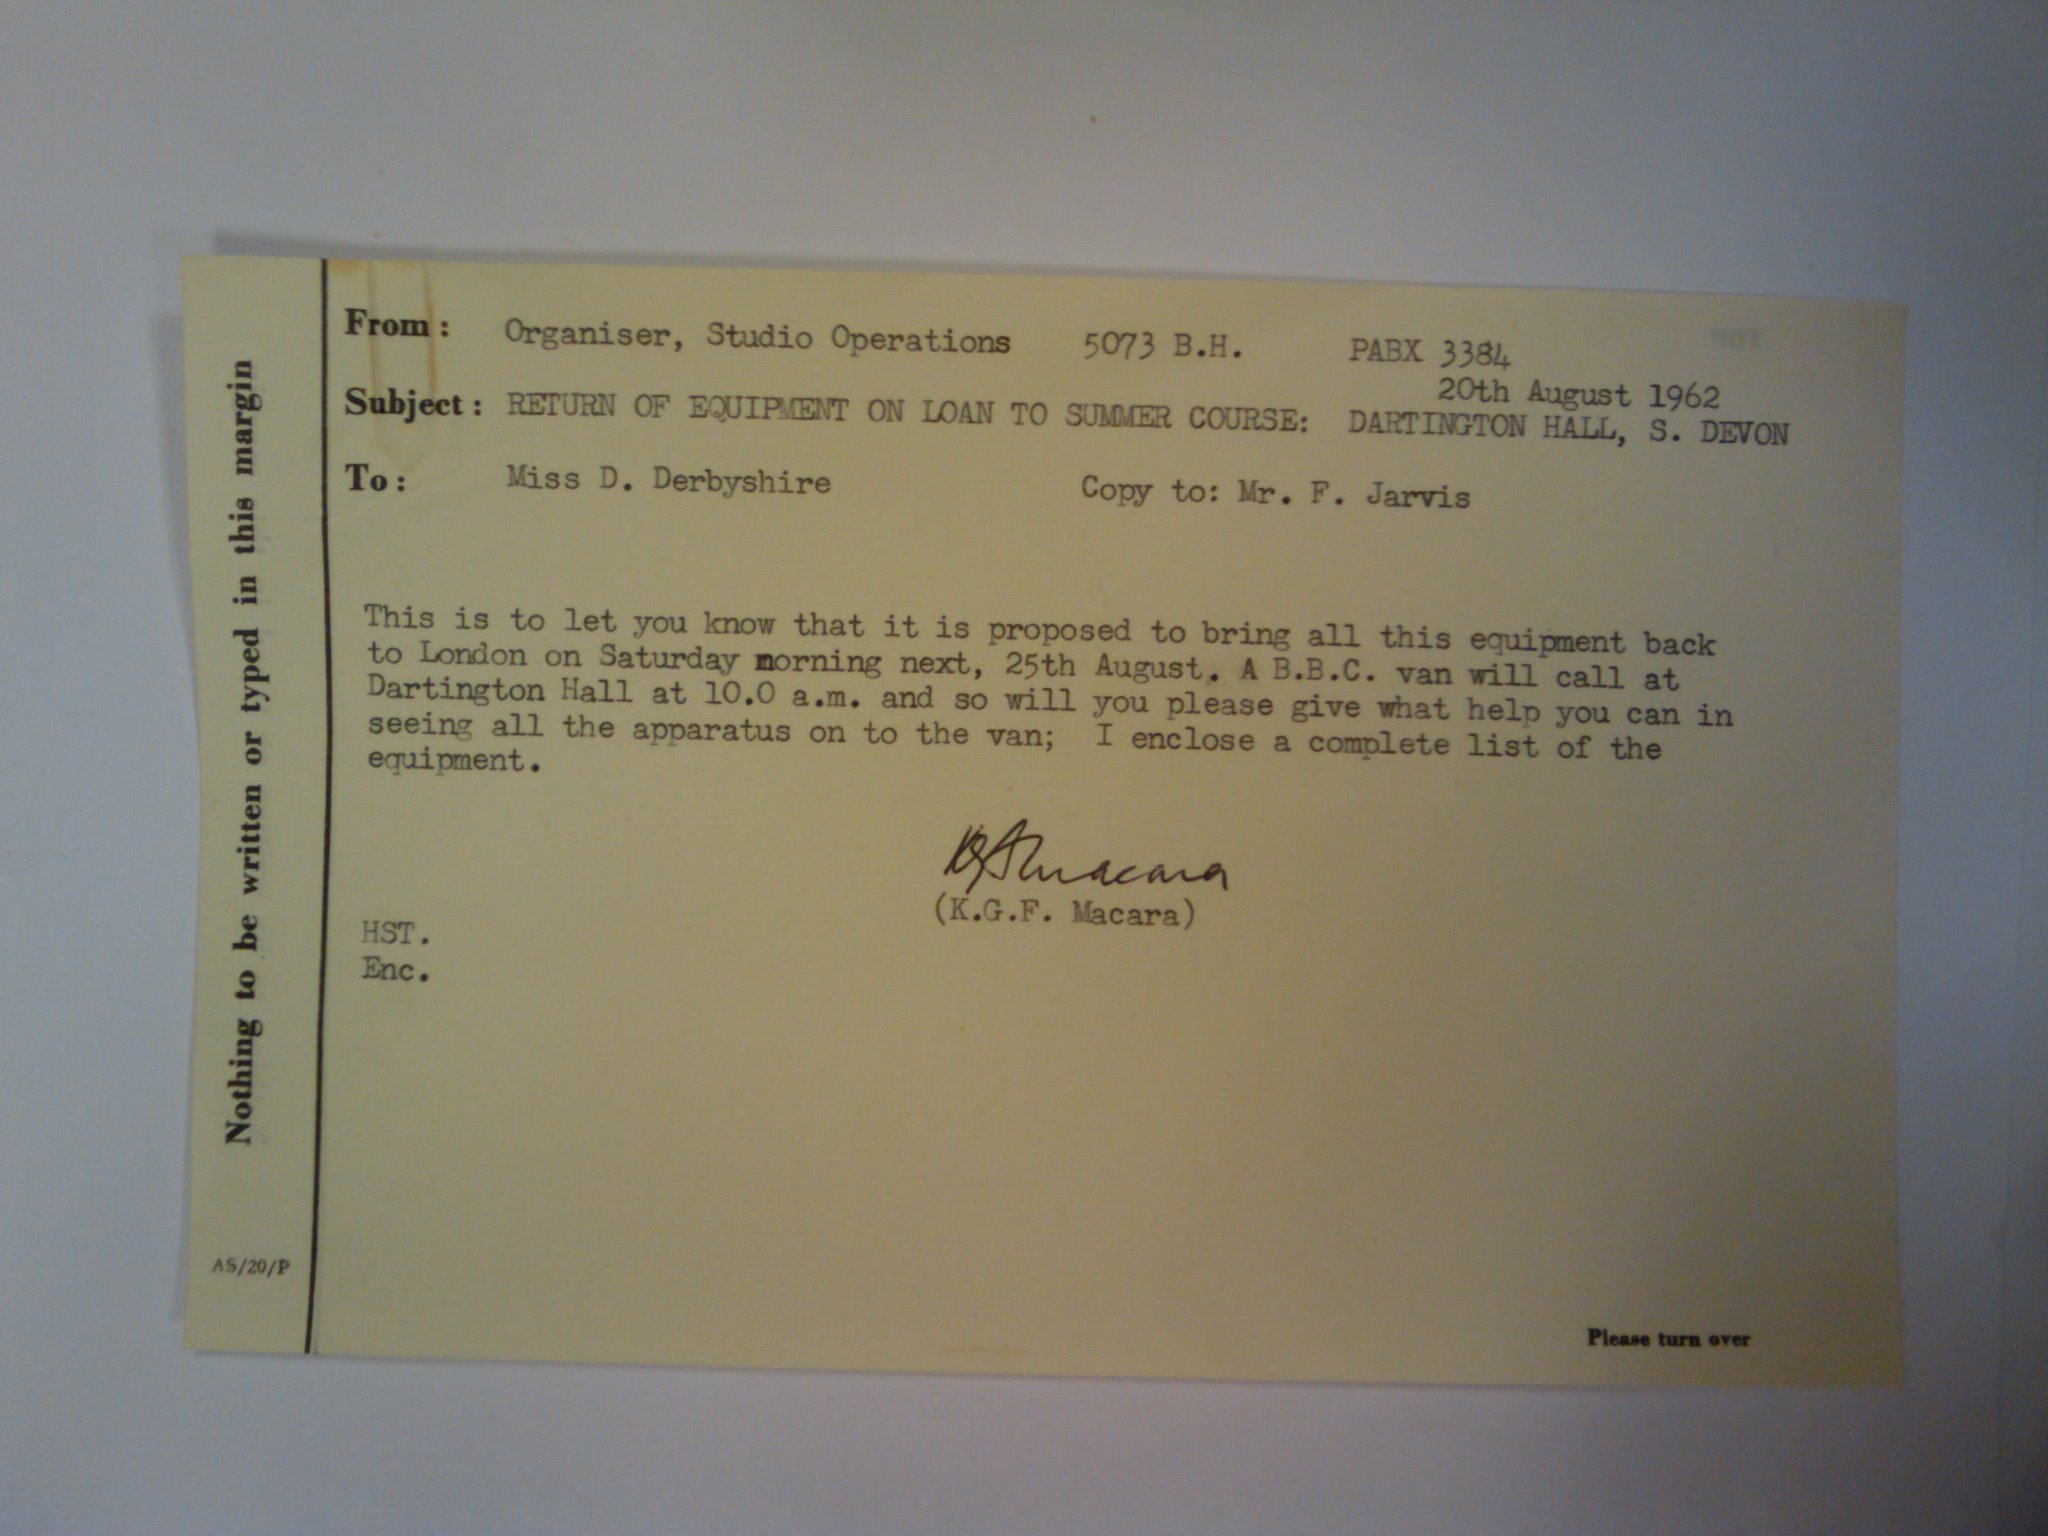 From: Organiser, Studio Operations 5073 B.H. PABX 3384
20th August 1962
Subject: RETURN OF EQUIPMENT ON LOAN TO SUMMER COURSE: DARTINGTON HALL, S. DEVON
To: Miss D. Derbyshire Copy to: Mr. F. Jarvis
This is to let you know that it is proposed to bring all this equipment back
to London on Saturday morning next, 25th August. A B.B.C. van will call at
Dartington Hall at 10.0 a.m. and so will you please give what help you can in
seeing all the apparatus on to the van; I enclose a complete list of the
equipment.
KGFMacara
(K.G.F. Macara)
HST.
Enc.
Nothing to be written or typed in this margin
AS/20/P
Please turn over